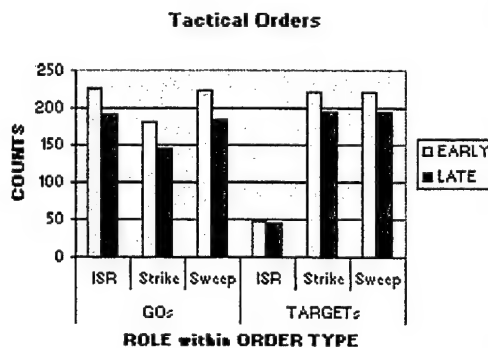 Tactical Orders
250
200
150
100
50
0
COUNTS
EARLY
LATE
ISR Strike Sweep ISR Strike Sweep
GOs TARGETs
ROLE within ORDER TYPE